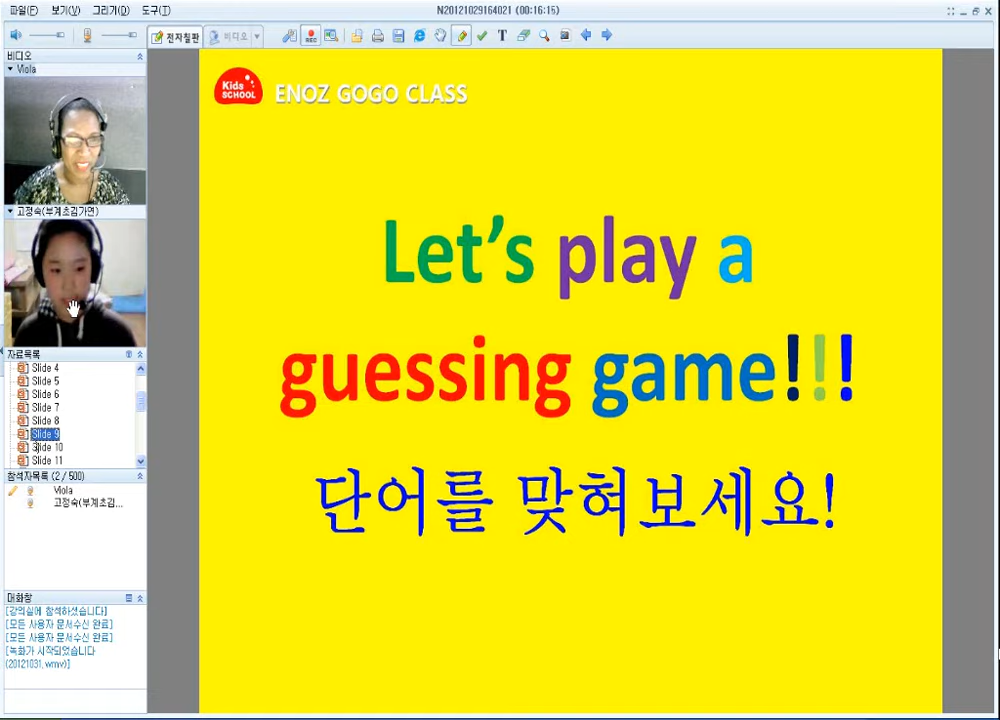 파일(F) 보기(V) 그리기(D) 도구(T)
N20121029164021 (00:16:15)
전자칠판
비디오
REC
비디오
Viola
고정숙(부계초김가연)
자료목록
Slide 4
Slide 5
Slide 6
Slide 7
Slide 8
Slide 9
Slide 10
Slide 11
참석자목록 (2 / 500)
Viola
고정숙(부계초김...
대화창
[강의실에 참석하셨습니다]
[모든 사용자 문서수신 완료]
[모든 사용자 문서수신 완료]
[녹화가 시작되었습니다
(20121031.wmv)]
Kids
SCHOOL
ENOZ GOGO CLASS
Let's play a
guessing game!!!
단어를 맞혀보세요!